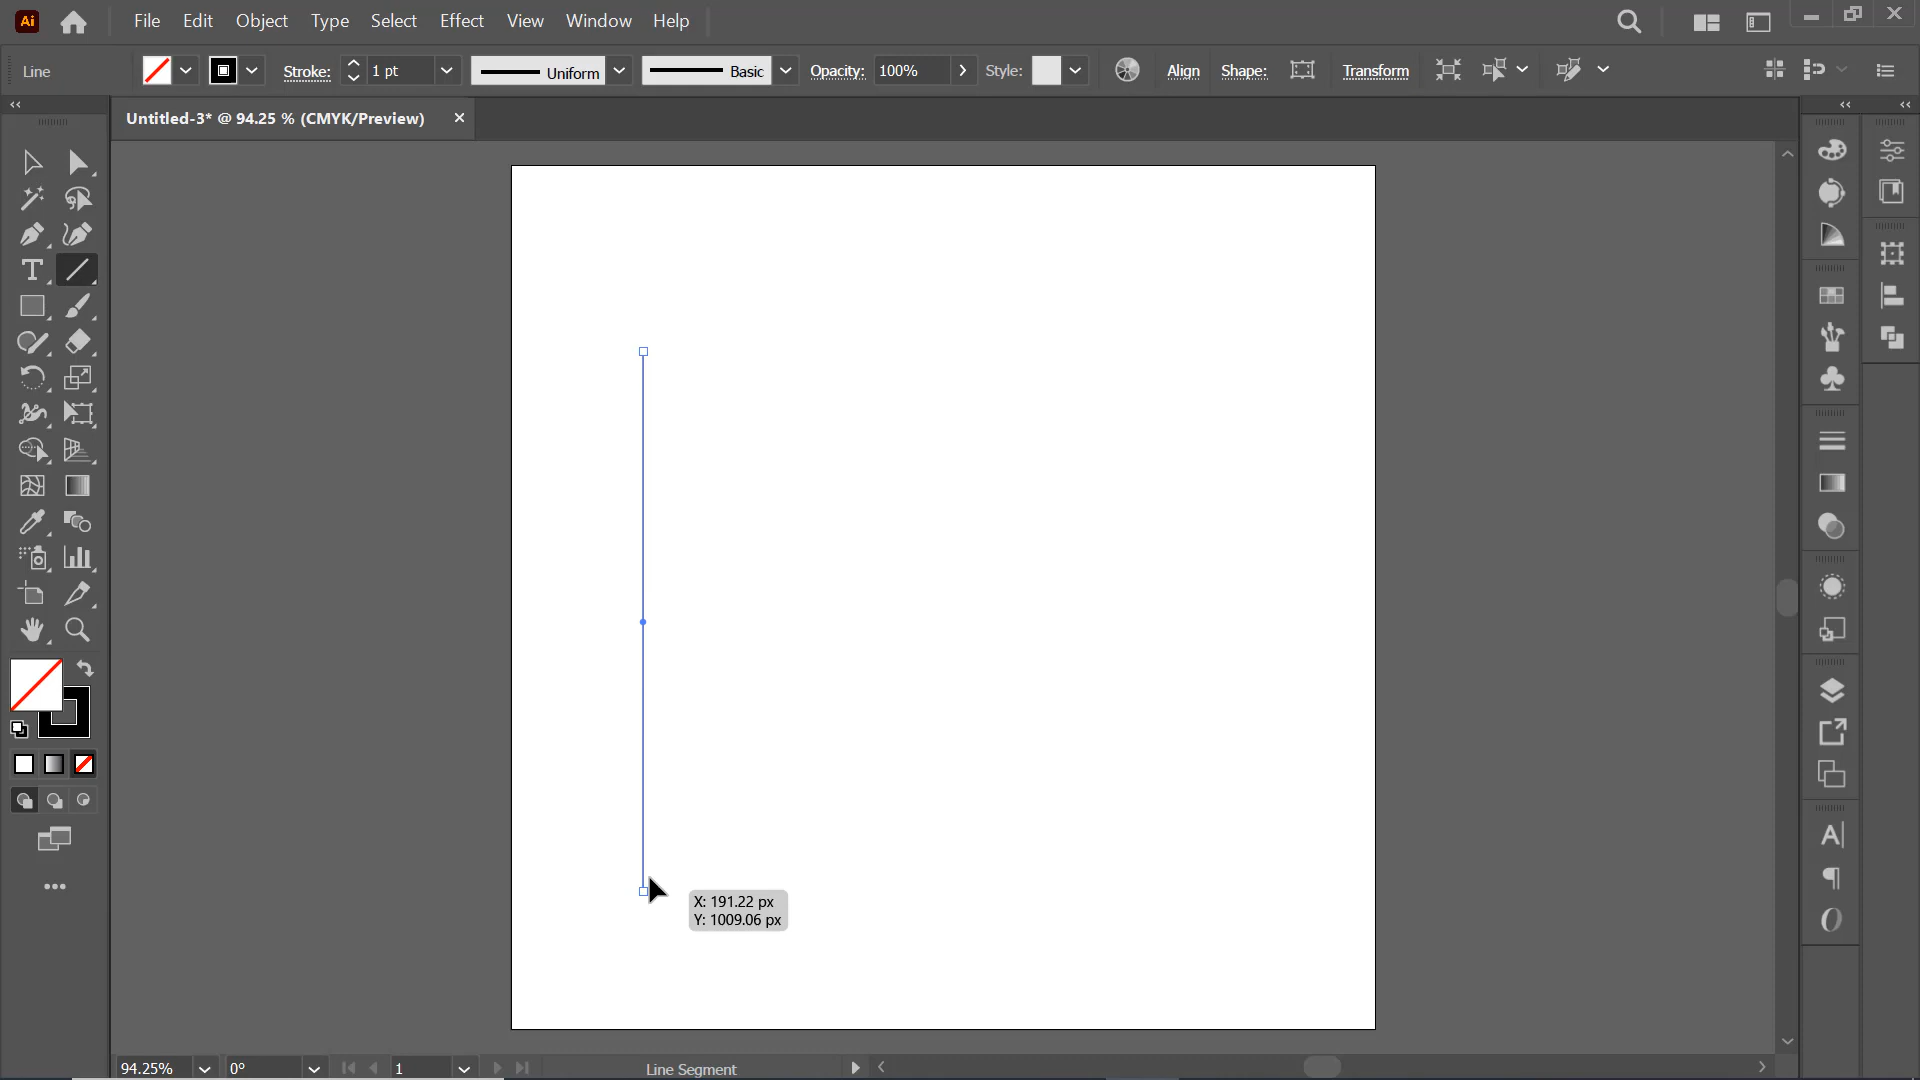 Ai File Edit Object Type Select Effect View Window Help
Line Stroke: 1 pt Uniform Basic Opacity: 100% Style: Align Shape: Transform
Untitled-3* @ 94.25 % (CMYK/Preview)
X: 191.22 px
Y: 1009.06 px
94.25% 0° 1 Line Segment